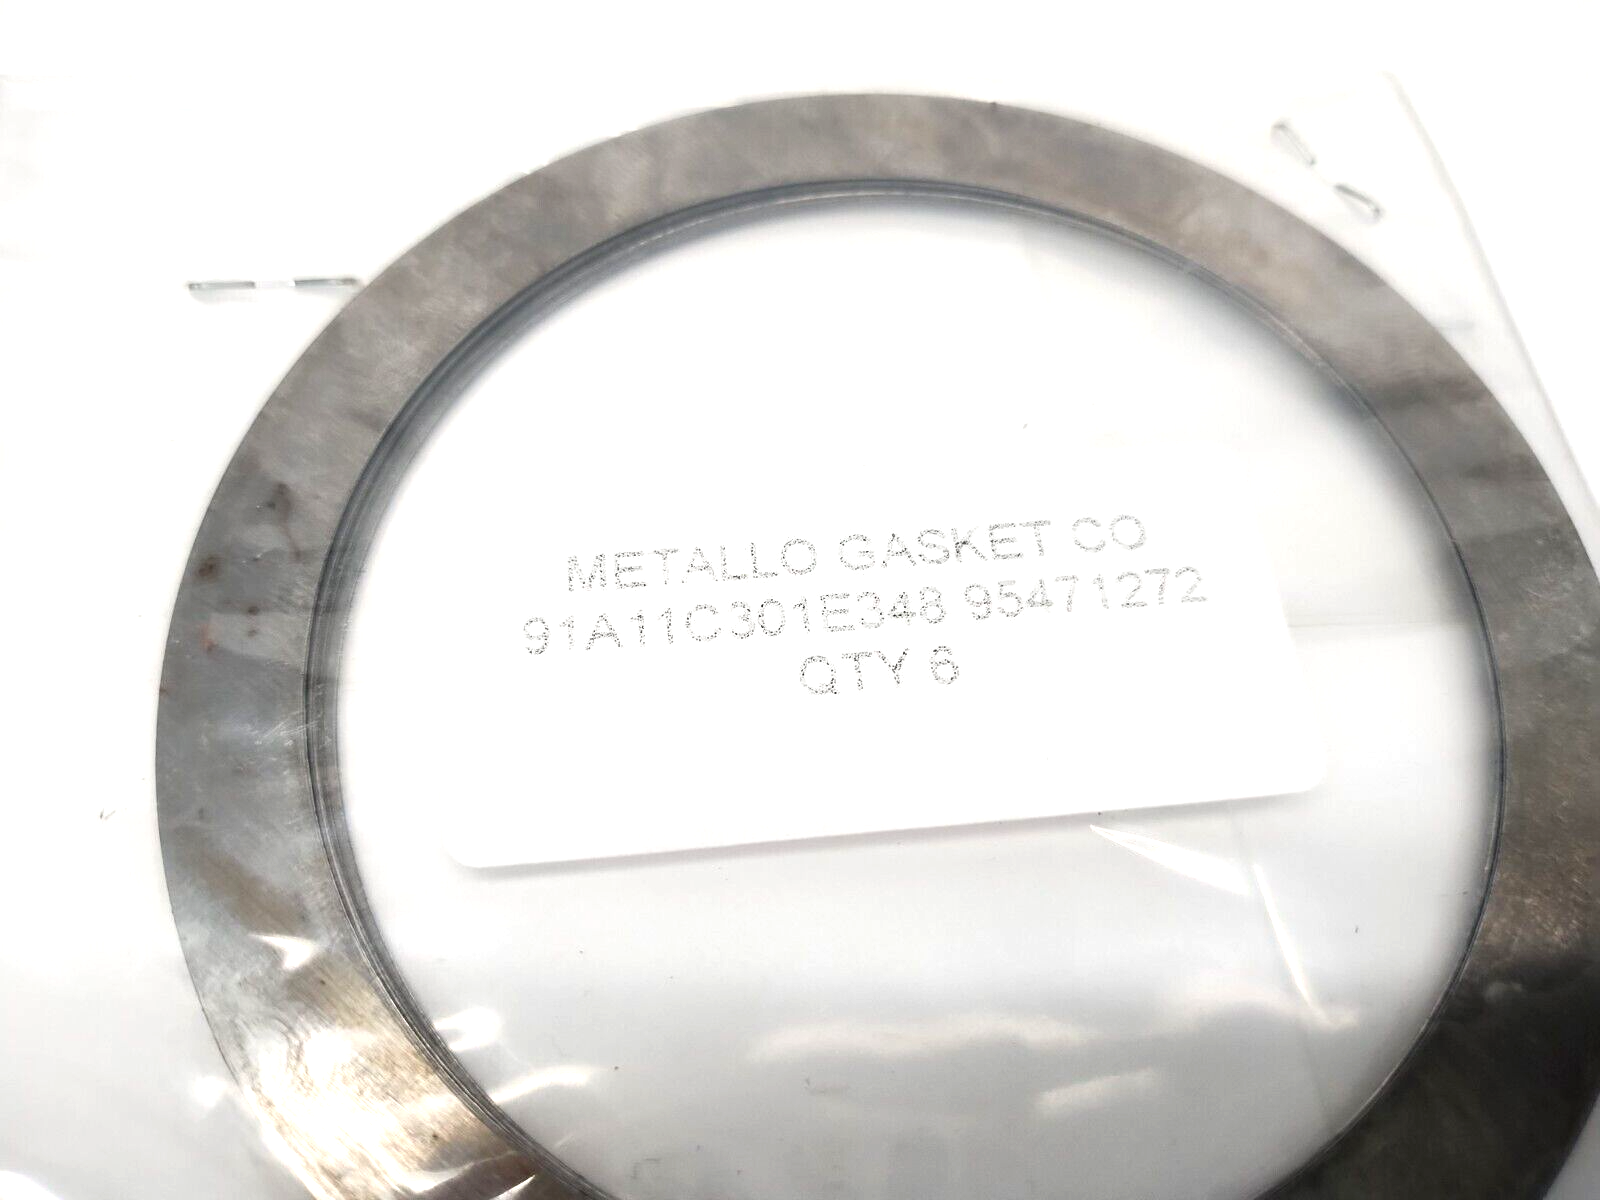 METALLO GASKET CO
91A11C301E348 95471272
QTY 6